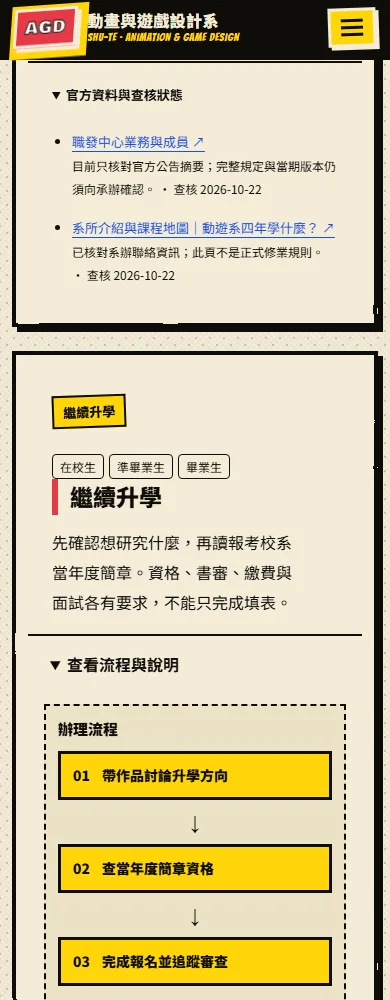 AGD
動畫與遊戲設計系
SHU-TE · ANIMATION & GAME DESIGN
▼ 官方資料與查核狀態
• 職發中心業務與成員 ↗
目前只核對官方公告摘要；完整規定與當期版本仍
須向承辦確認。 · 查核 2026-10-22
• 系所介紹與課程地圖｜動遊系四年學什麼？ ↗
已核對系辦聯絡資訊；此頁不是正式修業規則。
· 查核 2026-10-22
繼續升學
在校生 準畢業生 畢業生
繼續升學
先確認想研究什麼，再讀報考校系
當年度簡章。資格、書審、繳費與
面試各有要求，不能只完成填表。
▼ 查看流程與說明
辦理流程
01 帶作品討論升學方向
↓
02 查當年度簡章資格
↓
03 完成報名並追蹤審查